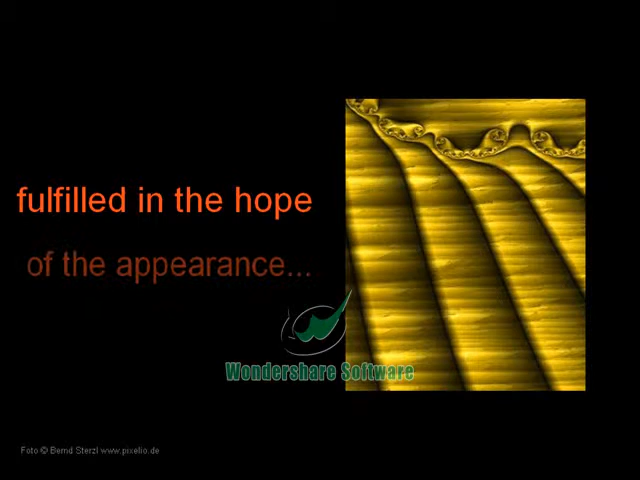 fulfilled in the hope
of the appearance...
Wondershare Software
Foto © Bernd Sterzl www.pixelio.de